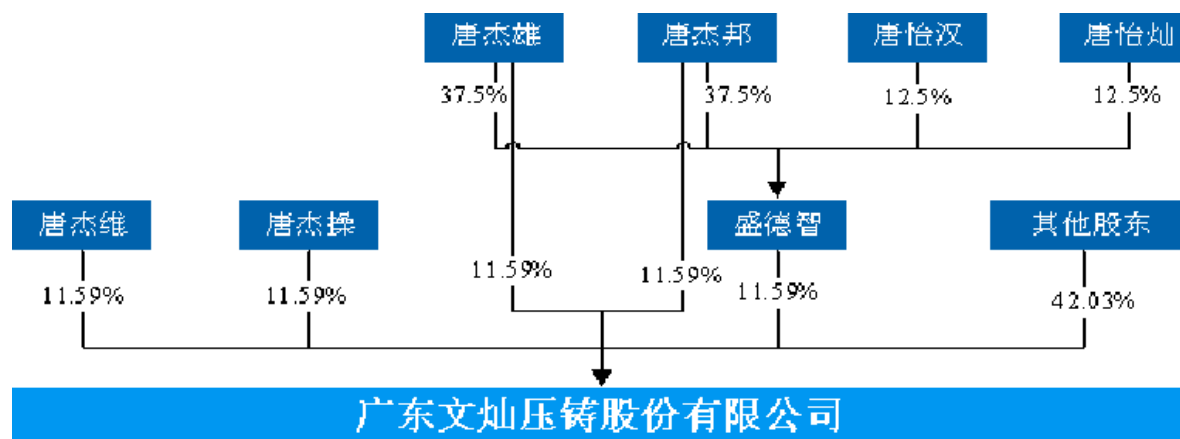 唐杰雄 唐杰邦 唐怡汉 唐怡灿
37.5% 37.5% 12.5% 12.5%
唐杰维 唐杰操 盛德智 其他股东
11.59% 11.59% 11.59% 11.59% 11.59% 42.03%
广东文灿压铸股份有限公司